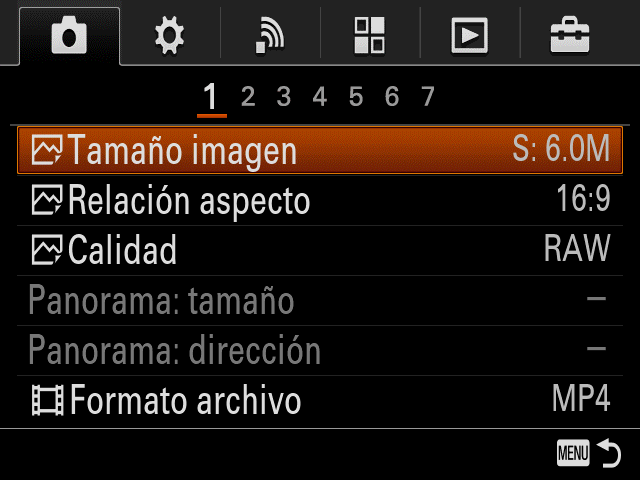 1 2 3 4 5 6 7
Tamaño imagen S: 6.0M
Relación aspecto 16:9
Calidad RAW
Panorama: tamaño –
Panorama: dirección –
Formato archivo MP4
MENU